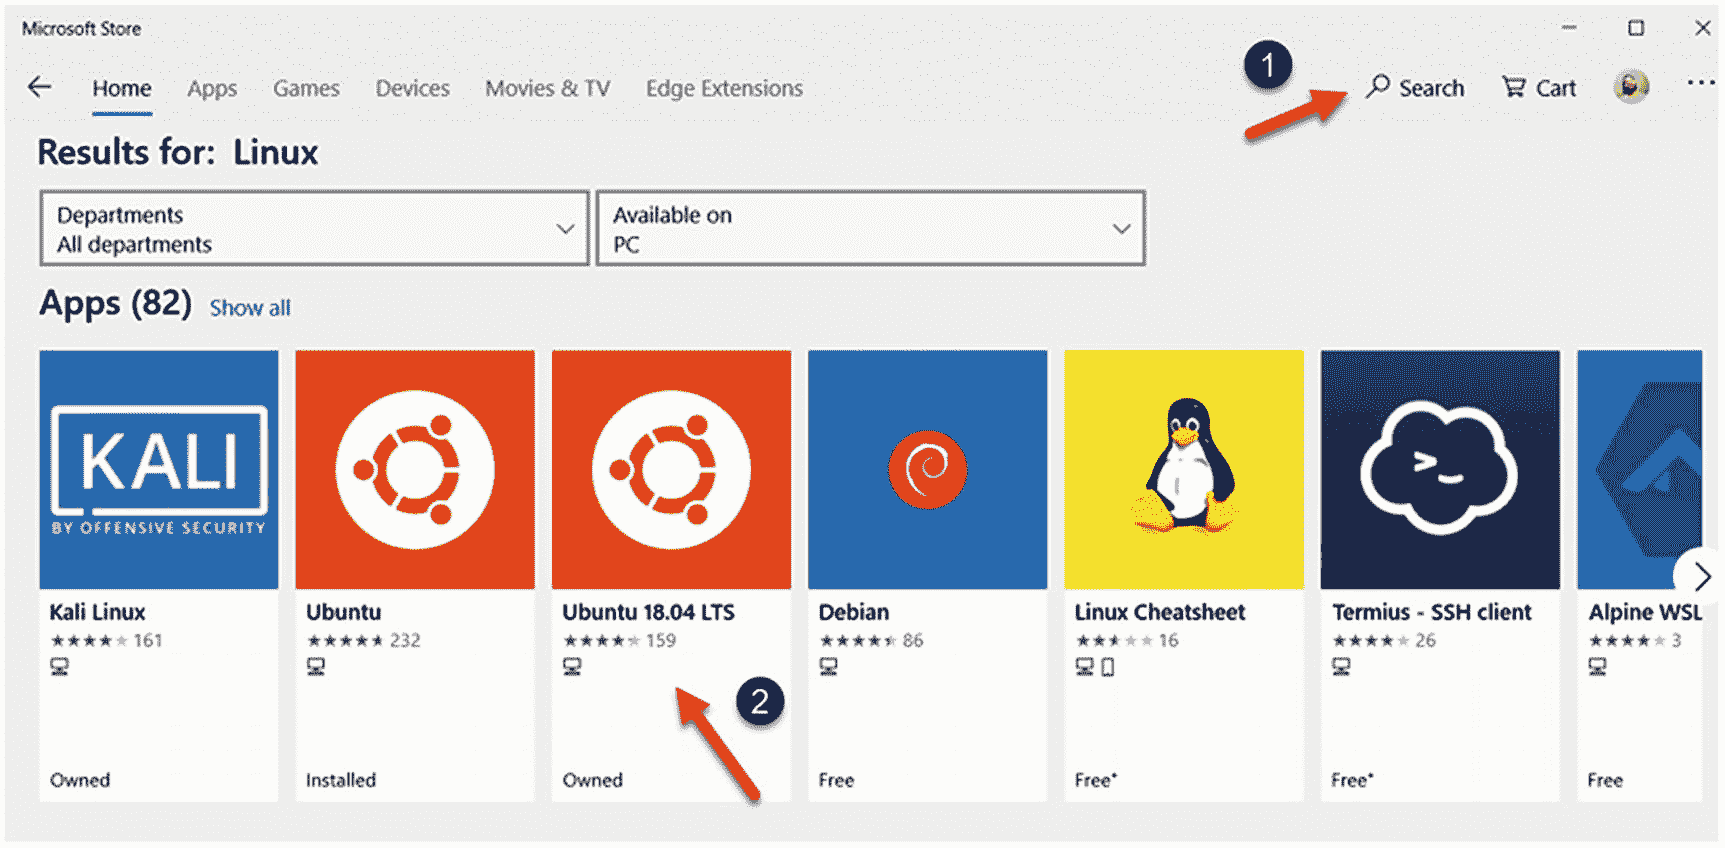 Microsoft Store
Home Apps Games Devices Movies & TV Edge Extensions 1 Search Cart
Results for: Linux
Departments
All departments
Available on
PC
Apps (82) Show all
KALI
BY OFFENSIVE SECURITY
>_
Kali Linux
161
Owned
Ubuntu
232
Installed
Ubuntu 18.04 LTS
159
2
Owned
Debian
86
Free
Linux Cheatsheet
16
Free*
Termius - SSH client
26
Free*
Alpine WSL
3
Free